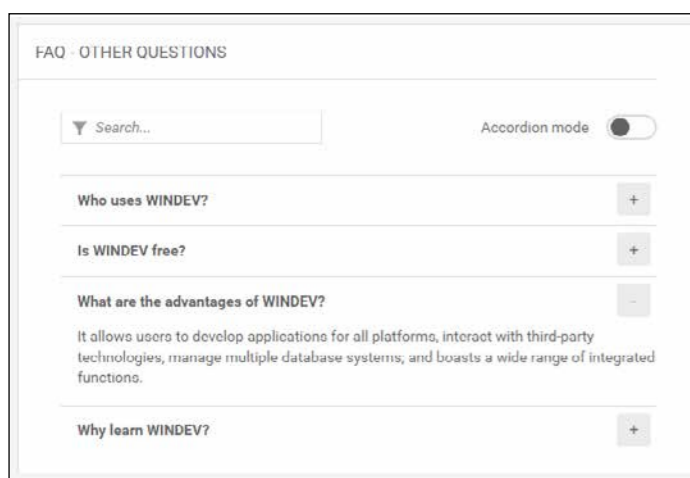 FAQ - OTHER QUESTIONS
Search...
Accordion mode
Who uses WINDEV?
+
Is WINDEV free?
+
What are the advantages of WINDEV?
-
It allows users to develop applications for all platforms, interact with third-party
technologies, manage multiple database systems, and boasts a wide range of integrated
functions.
Why learn WINDEV?
+